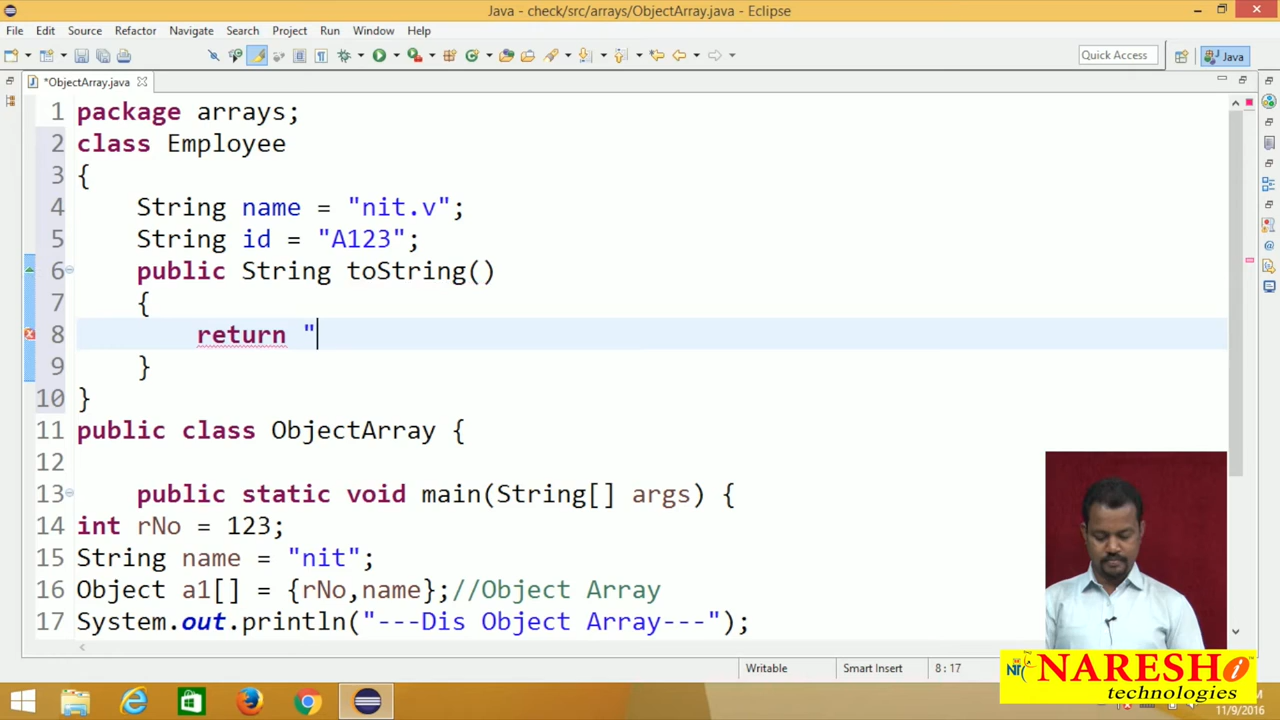 Java - check/src/arrays/ObjectArray.java - Eclipse
File Edit Source Refactor Navigate Search Project Run Window Help
Quick Access Java
*ObjectArray.java
1 package arrays;
2 class Employee
3 {
4 String name = "nit.v";
5 String id = "A123";
6 public String toString()
7 {
8 return "
9 }
10 }
11 public class ObjectArray {
12
13 public static void main(String[] args) {
14 int rNo = 123;
15 String name = "nit";
16 Object a1[] = {rNo,name};//Object Array
17 System.out.println("---Dis Object Array---");
Writable Smart Insert 8 : 17
NiT NARESH i
technologies
11/9/2016